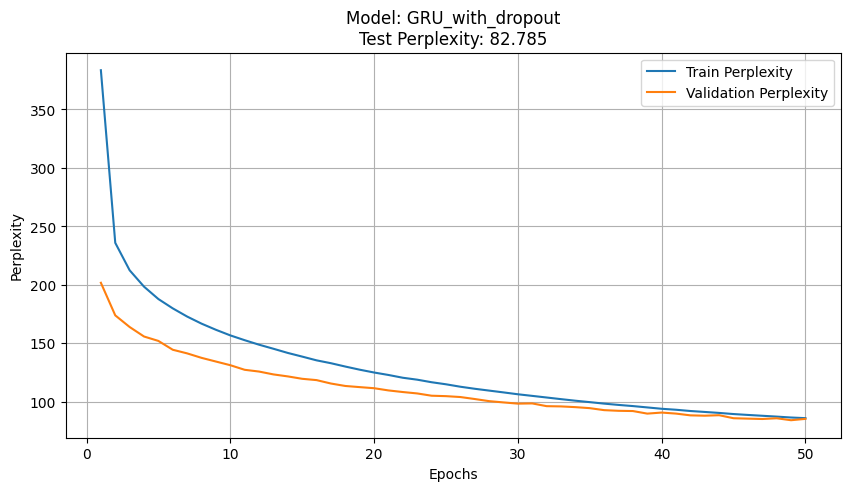 Model: GRU_with_dropout
Test Perplexity: 82.785
Train Perplexity
Validation Perplexity
350
300
250
200
150
100
Perplexity
0 10 20 30 40 50
Epochs